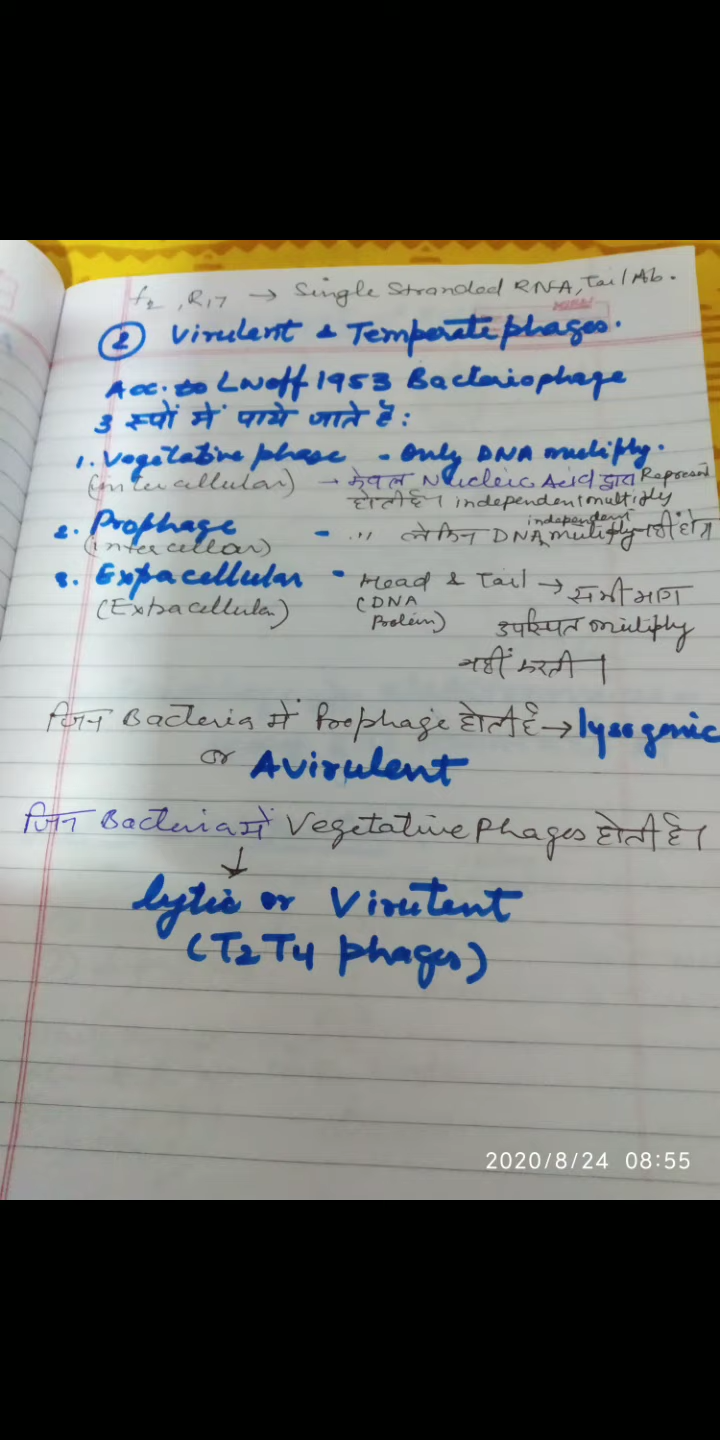 f2, R17 → Single Stranded RNA, Tail Ab.
② Virulent & Temperate phages.
Acc. to Lwoff 1953 Bacteriophage
3 रूपों में पाये जाते है:
1. Vegetative phase - Only DNA multiply.
(intercellular) → केवल Nucleic Acid द्वारा Represent
होती है। independent multiply
2. Prophage - ,, लेकिन DNA independent multiply नहीं होता
(intercellar)
3. Extracellular - Head & Tail → सभी भाग
(Extracellular) (DNA Protein) उपस्थित multiply
नहीं करती।
जिन Bacteria में Prophage होती है → lysogenic
or Avirulent
जिन Bacteria में Vegetative Phages होती है।
↓
lytic or Virutent
(T2 T4 phages)
2020/8/24 08:55